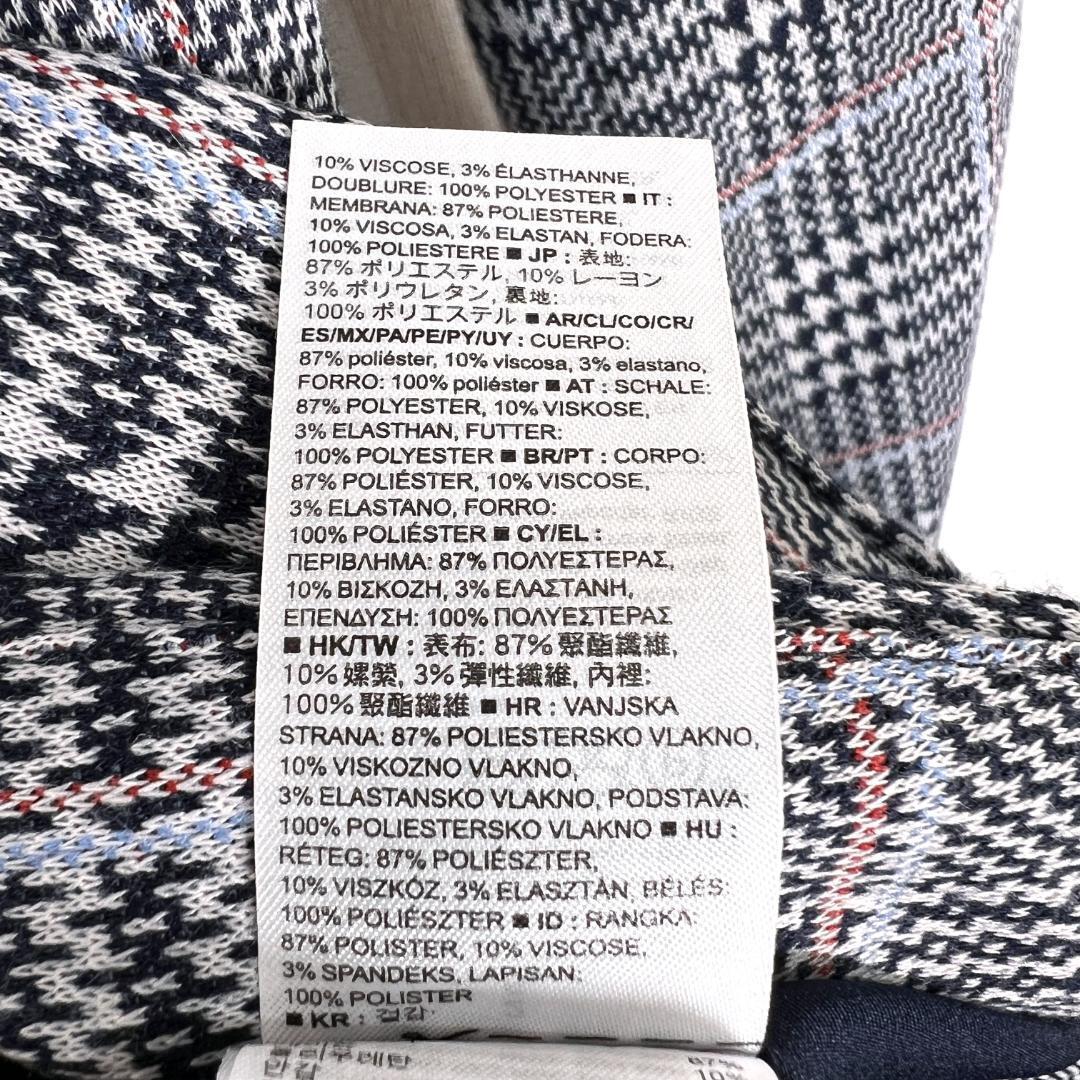 10% VISCOSE, 3% ÉLASTHANNE,
DOUBLURE: 100% POLYESTER ■ IT :
MEMBRANA: 87% POLIESTERE,
10% VISCOSA, 3% ELASTAN, FODERA:
100% POLIESTERE ■ JP : 表地:
87% ポリエステル, 10% レーヨン
3% ポリウレタン, 裏地:
100% ポリエステル ■ AR/CL/CO/CR/
ES/MX/PA/PE/PY/UY : CUERPO:
87% poliéster, 10% viscosa, 3% elastano,
FORRO: 100% poliéster ■ AT : SCHALE:
87% POLYESTER, 10% VISKOSE,
3% ELASTHAN, FUTTER:
100% POLYESTER ■ BR/PT : CORPO:
87% POLIÉSTER, 10% VISCOSE,
3% ELASTANO, FORRO:
100% POLIÉSTER ■ CY/EL :
ΠΕΡΙΒΛΗΜΑ: 87% ΠΟΛΥΕΣΤΕΡΑΣ,
10% ΒΙΣΚΟΖΗ, 3% ΕΛΑΣΤΑΝΗ,
ΕΠΕΝΔΥΣΗ: 100% ΠΟΛΥΕΣΤΕΡΑΣ
■ HK/TW : 表布: 87% 聚酯纖維,
10% 嫘縈, 3% 彈性纖維, 內裡:
100% 聚酯纖維 ■ HR : VANJSKA
STRANA: 87% POLIESTERSKO VLAKNO,
10% VISKOZNO VLAKNO,
3% ELASTANSKO VLAKNO, PODSTAVA:
100% POLIESTERSKO VLAKNO ■ HU :
RÉTEG: 87% POLIÉSZTER,
10% VISZKÓZ, 3% ELASZTÁN, BÉLÉS:
100% POLIÉSZTER ■ ID : RANGKA:
87% POLISTER, 10% VISCOSE,
3% SPANDEKS, LAPISAN:
100% POLISTER
■ KR : 겉감
87%
10%